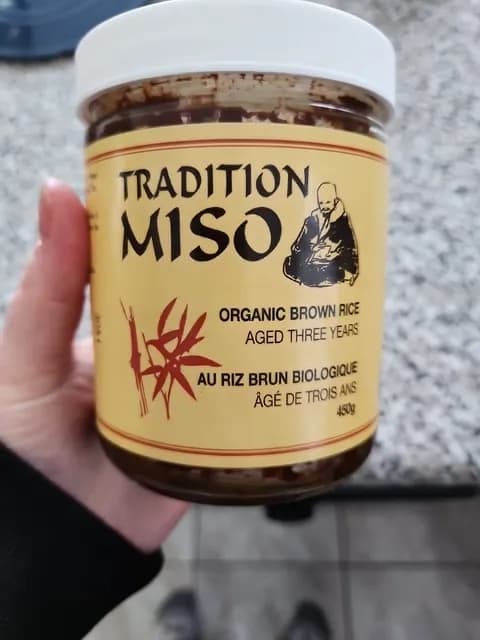 TRADITION
MISO
ORGANIC BROWN RICE
AGED THREE YEARS
AU RIZ BRUN BIOLOGIQUE
ÂGÉ DE TROIS ANS
450g